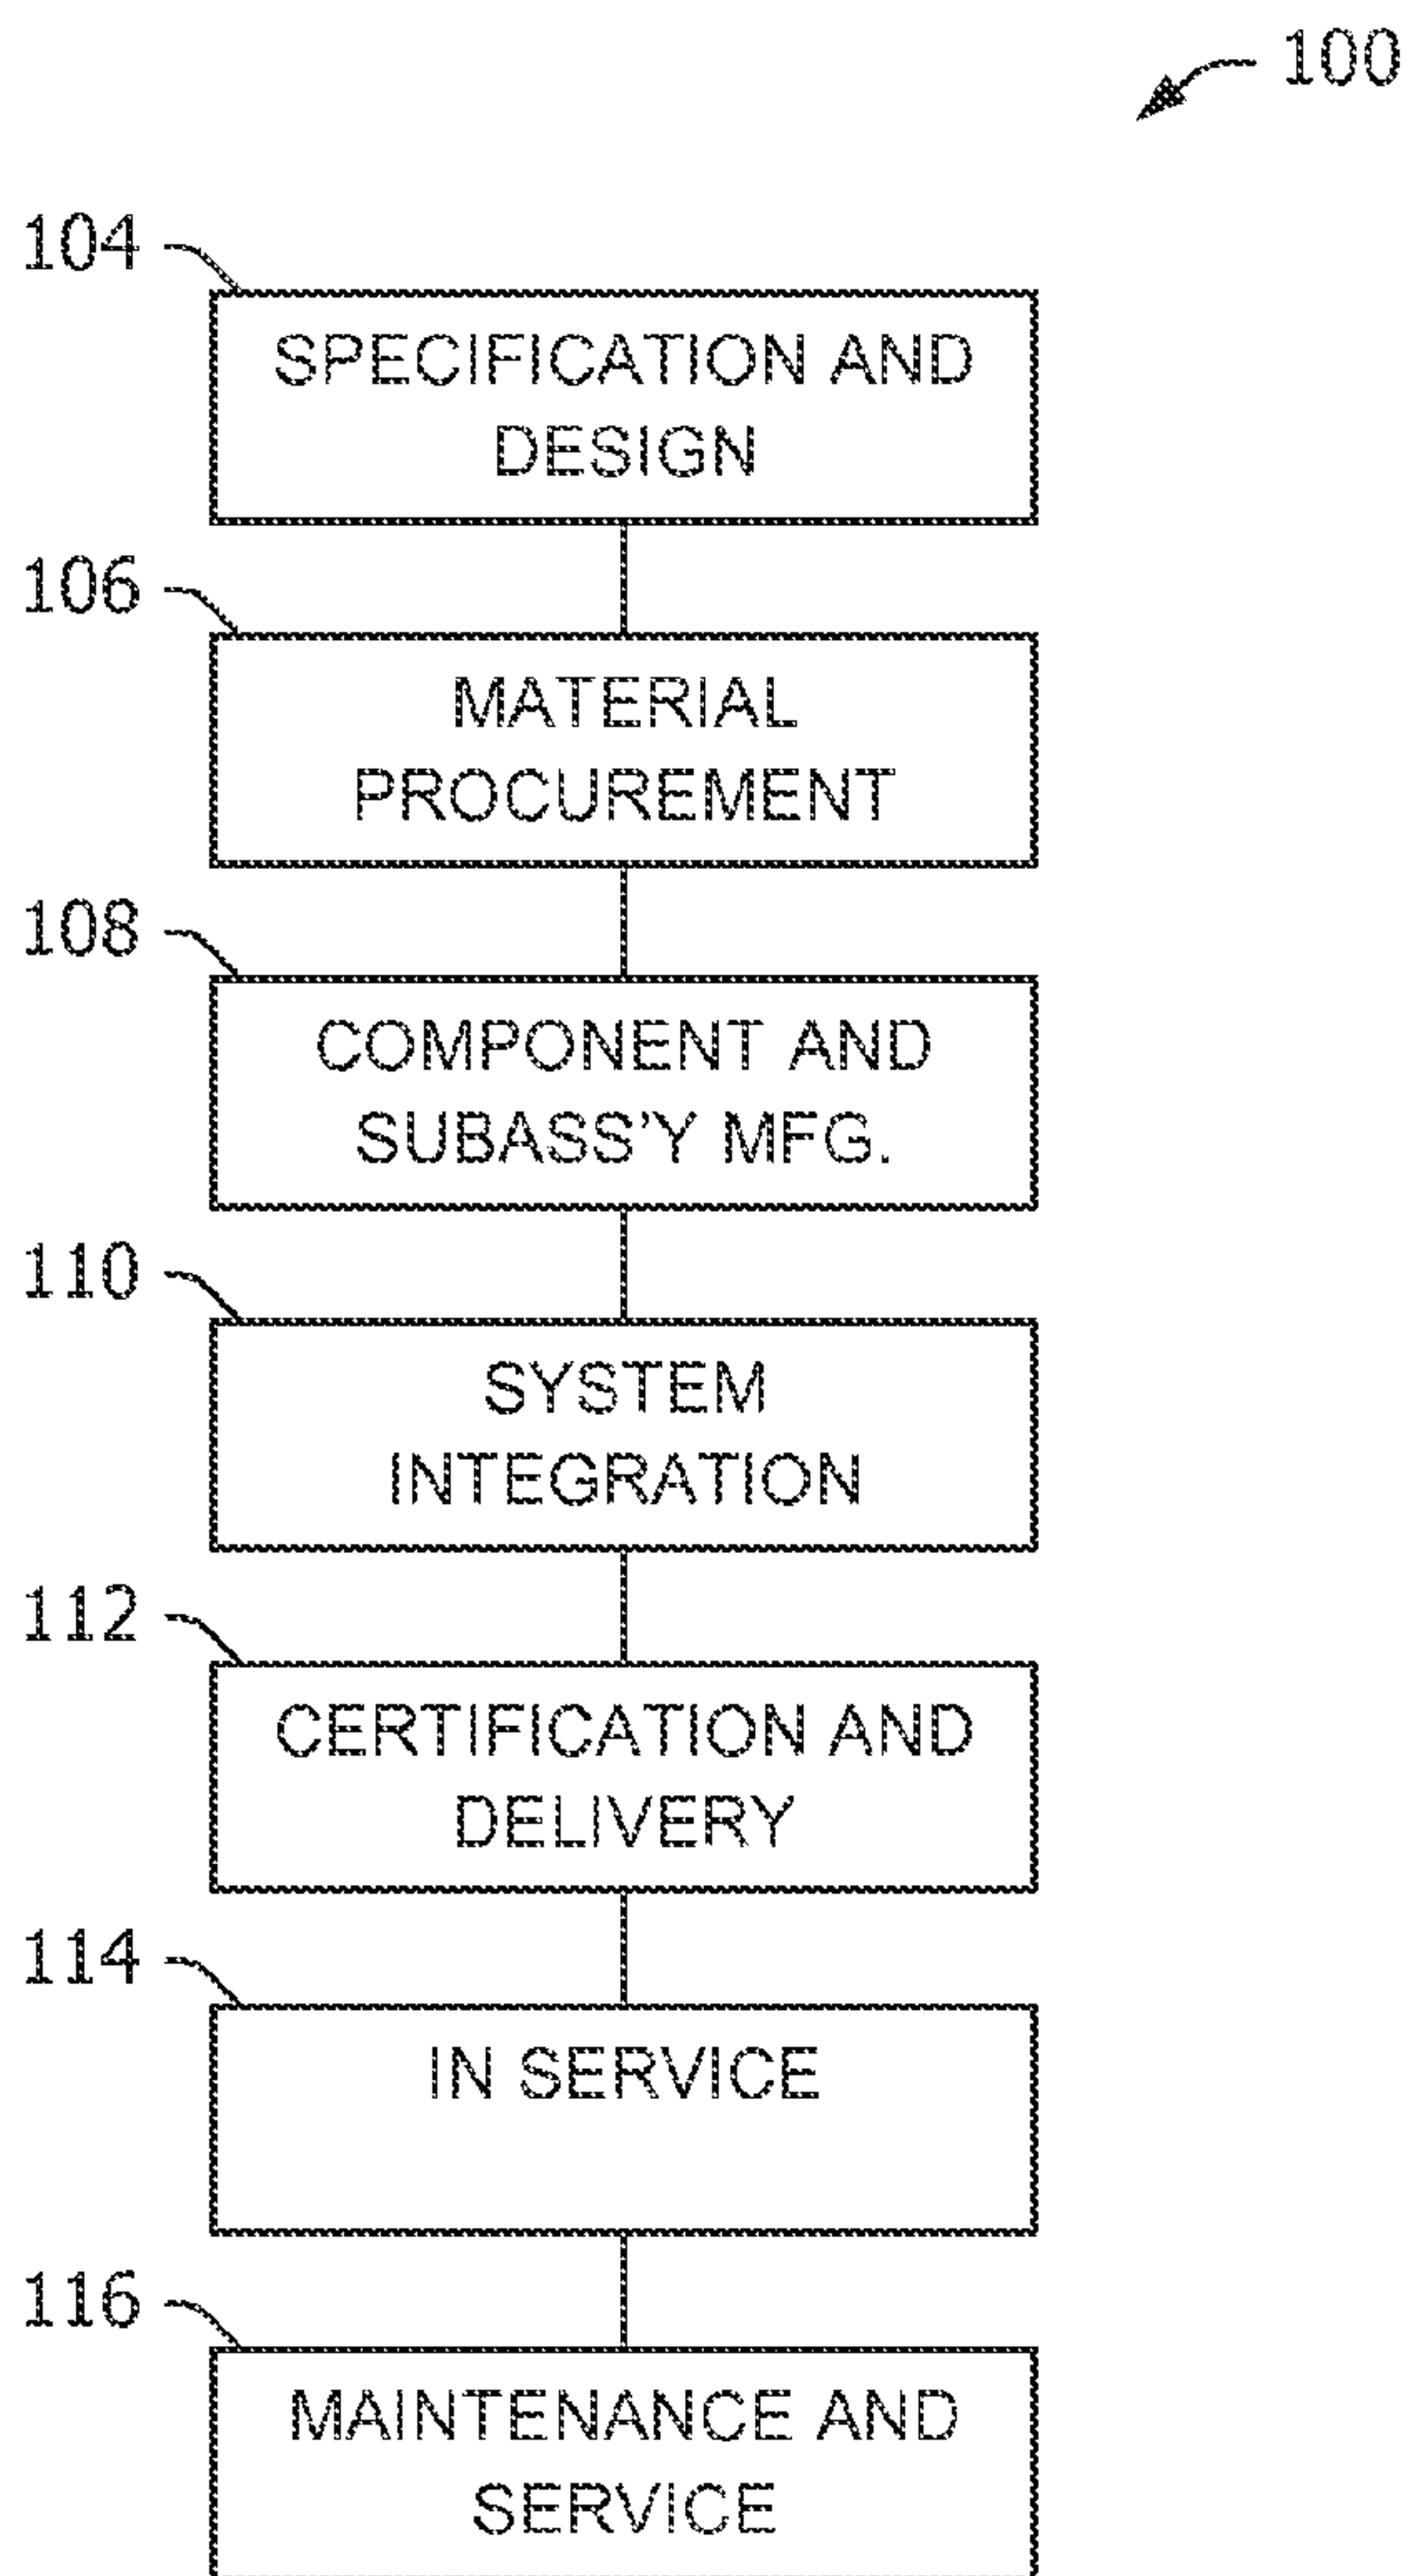 100
104
SPECIFICATION AND
DESIGN
106
MATERIAL
PROCUREMENT
108
COMPONENT AND
SUBASS'Y MFG.
110
SYSTEM
INTEGRATION
112
CERTIFICATION AND
DELIVERY
114
IN SERVICE
116
MAINTENANCE AND
SERVICE